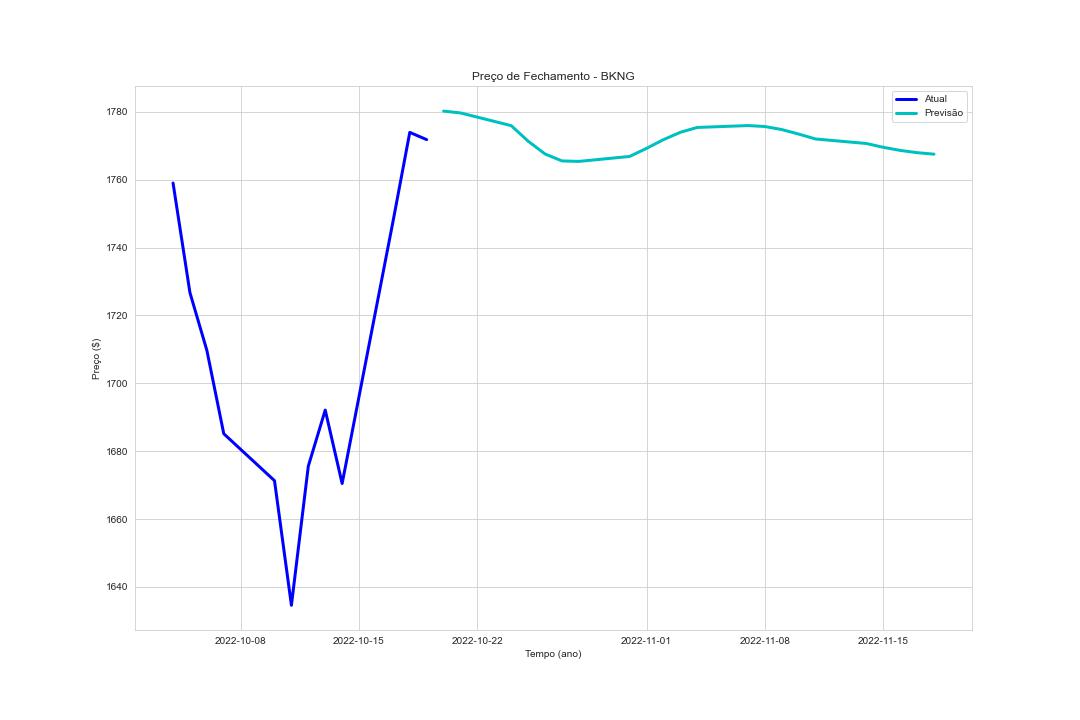 Preço de Fechamento - BKNG
Atual
Previsão
Preço ($)
1780
1760
1740
1720
1700
1680
1660
1640
2022-10-08 2022-10-15 2022-10-22 2022-11-01 2022-11-08 2022-11-15
Tempo (ano)